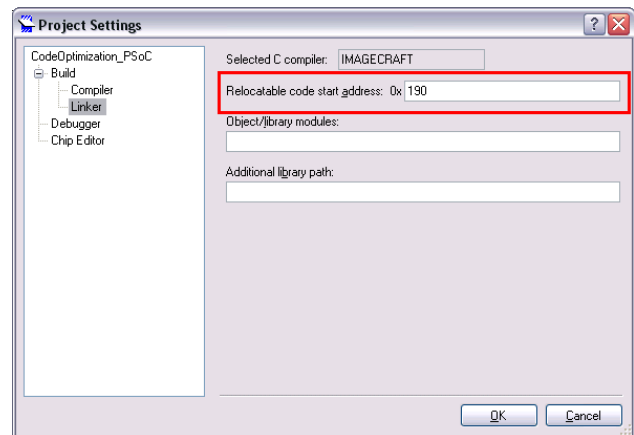 Project Settings
CodeOptimization_PSoC
Build
Compiler
Linker
Debugger
Chip Editor
Selected C compiler: IMAGECRAFT
Relocatable code start address: 0x 190
Object/library modules:
Additional library path:
OK Cancel